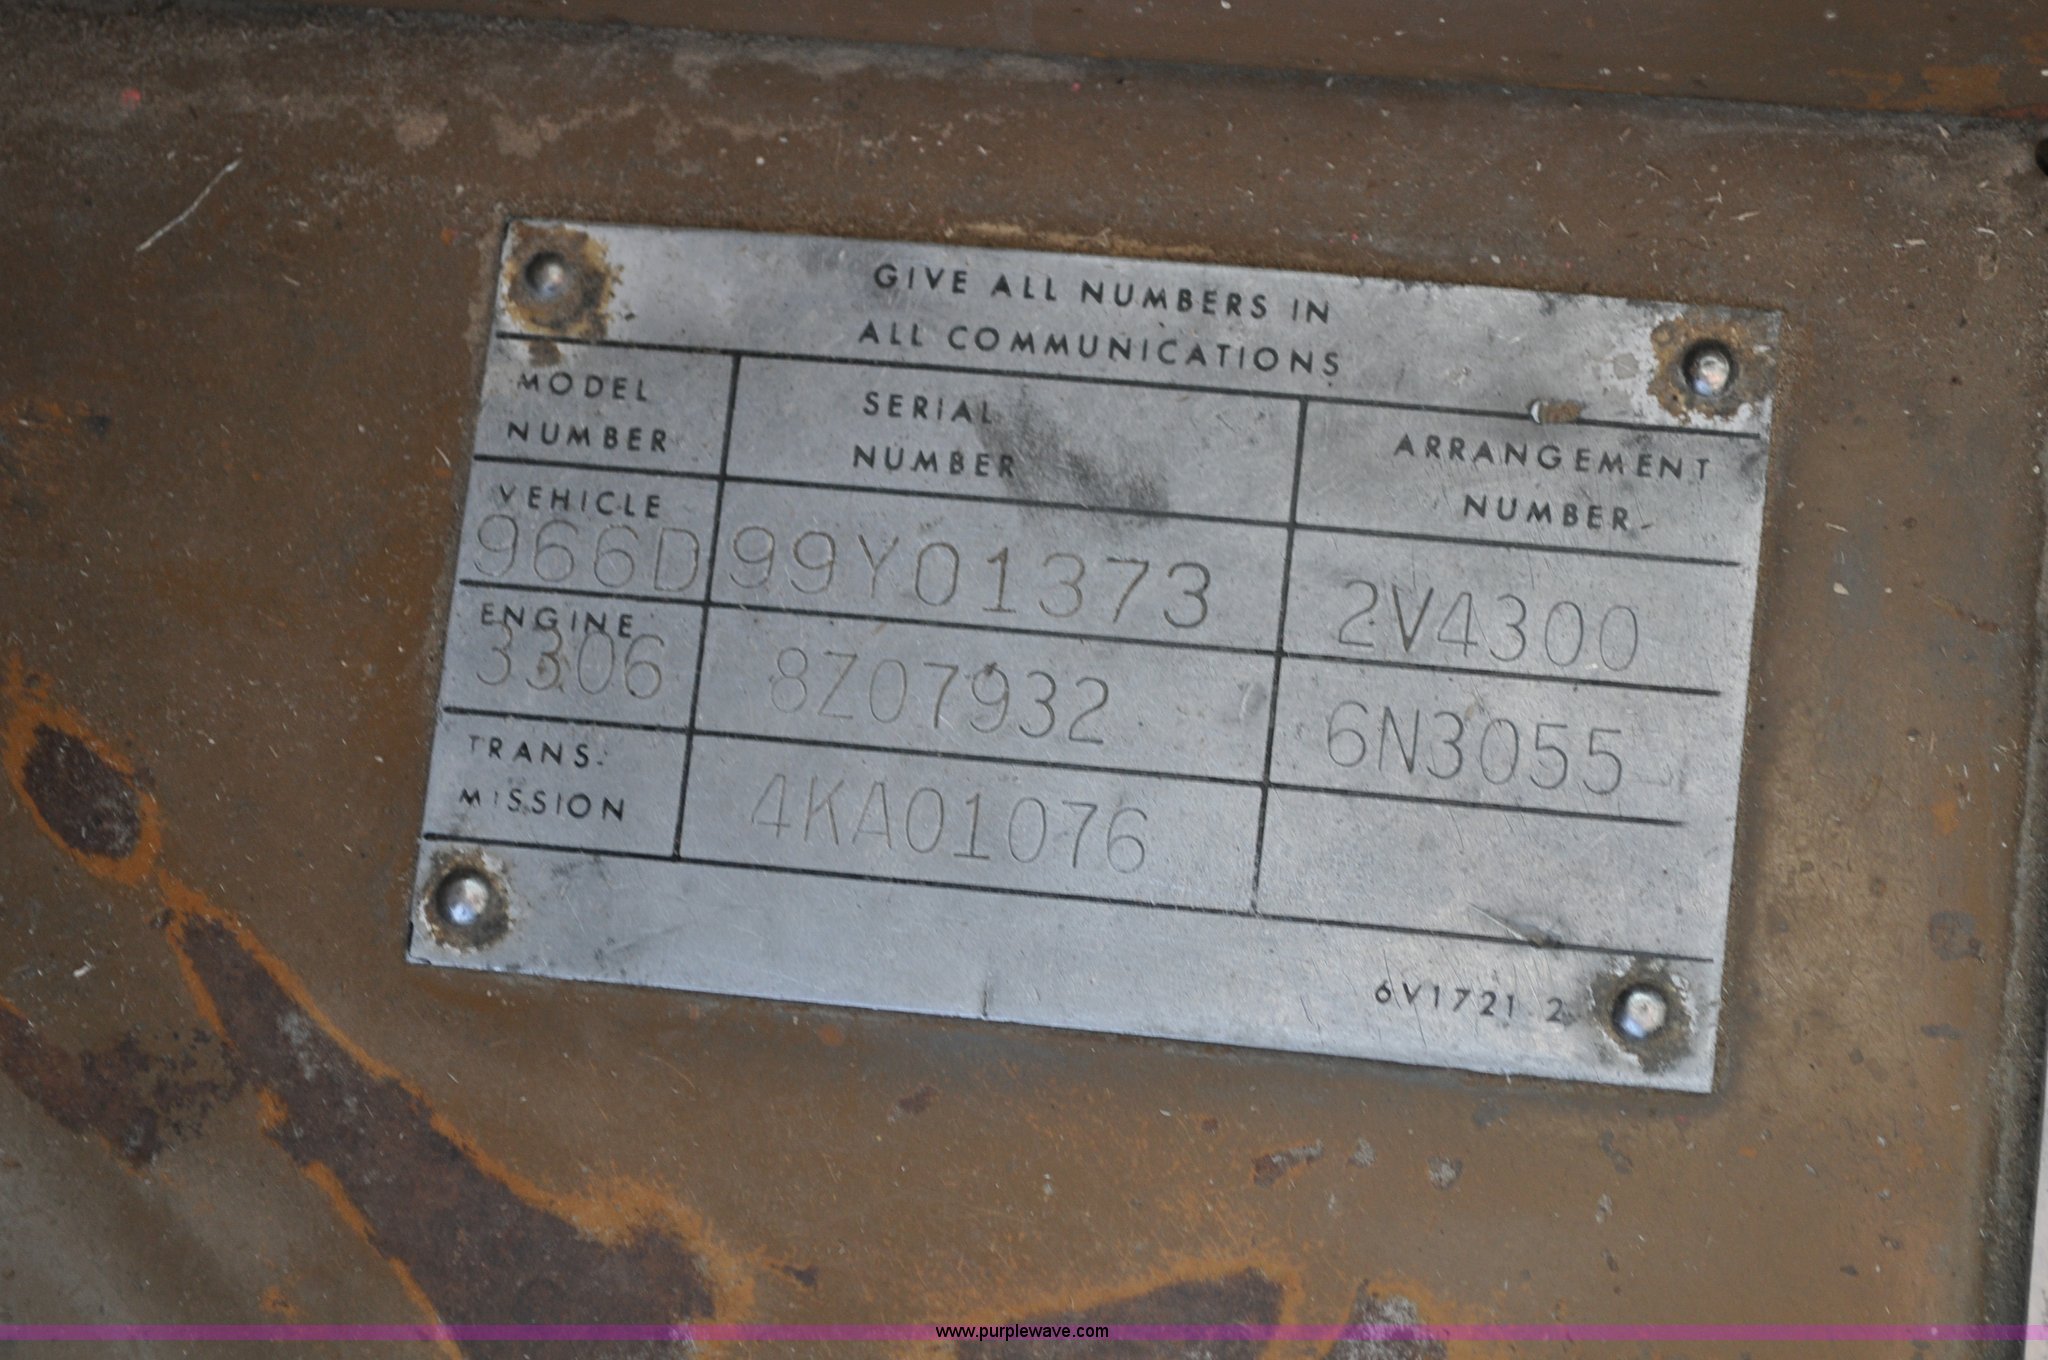 GIVE ALL NUMBERS IN
ALL COMMUNICATIONS
MODEL
NUMBER
SERIAL
NUMBER
ARRANGEMENT
NUMBER
VEHICLE
966D 99Y01373 2V4300
ENGINE
3306 8Z07932 6N3055
TRANS-
MISSION
4KA01076
6V1721 2
www.purplewave.com